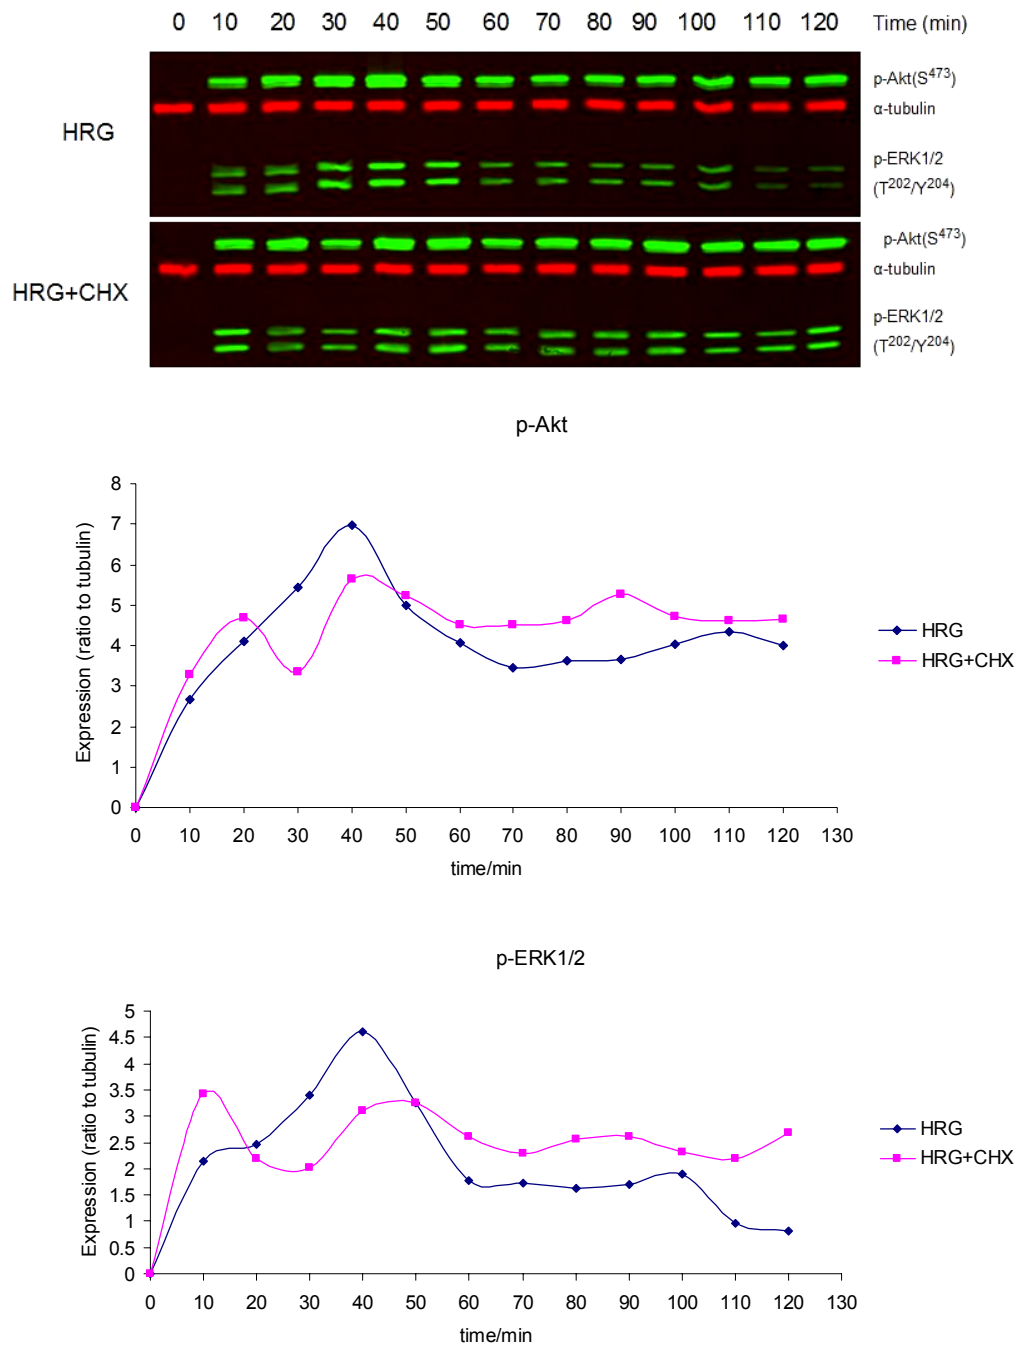 0 10 20 30 40 50 60 70 80 90 100 110 120 Time (min)
p-Akt(S473)
α-tubulin
HRG
p-ERK1/2
(T202/Y204)
p-Akt(S473)
α-tubulin
HRG+CHX
p-ERK1/2
(T202/Y204)
p-Akt
8
7
6
5
4
3
2
1
0
Expression (ratio to tubulin)
HRG
HRG+CHX
0 10 20 30 40 50 60 70 80 90 100 110 120 130
time/min
p-ERK1/2
5
4.5
4
3.5
3
2.5
2
1.5
1
0.5
0
Expression (ratio to tubulin)
HRG
HRG+CHX
0 10 20 30 40 50 60 70 80 90 100 110 120 130
time/min